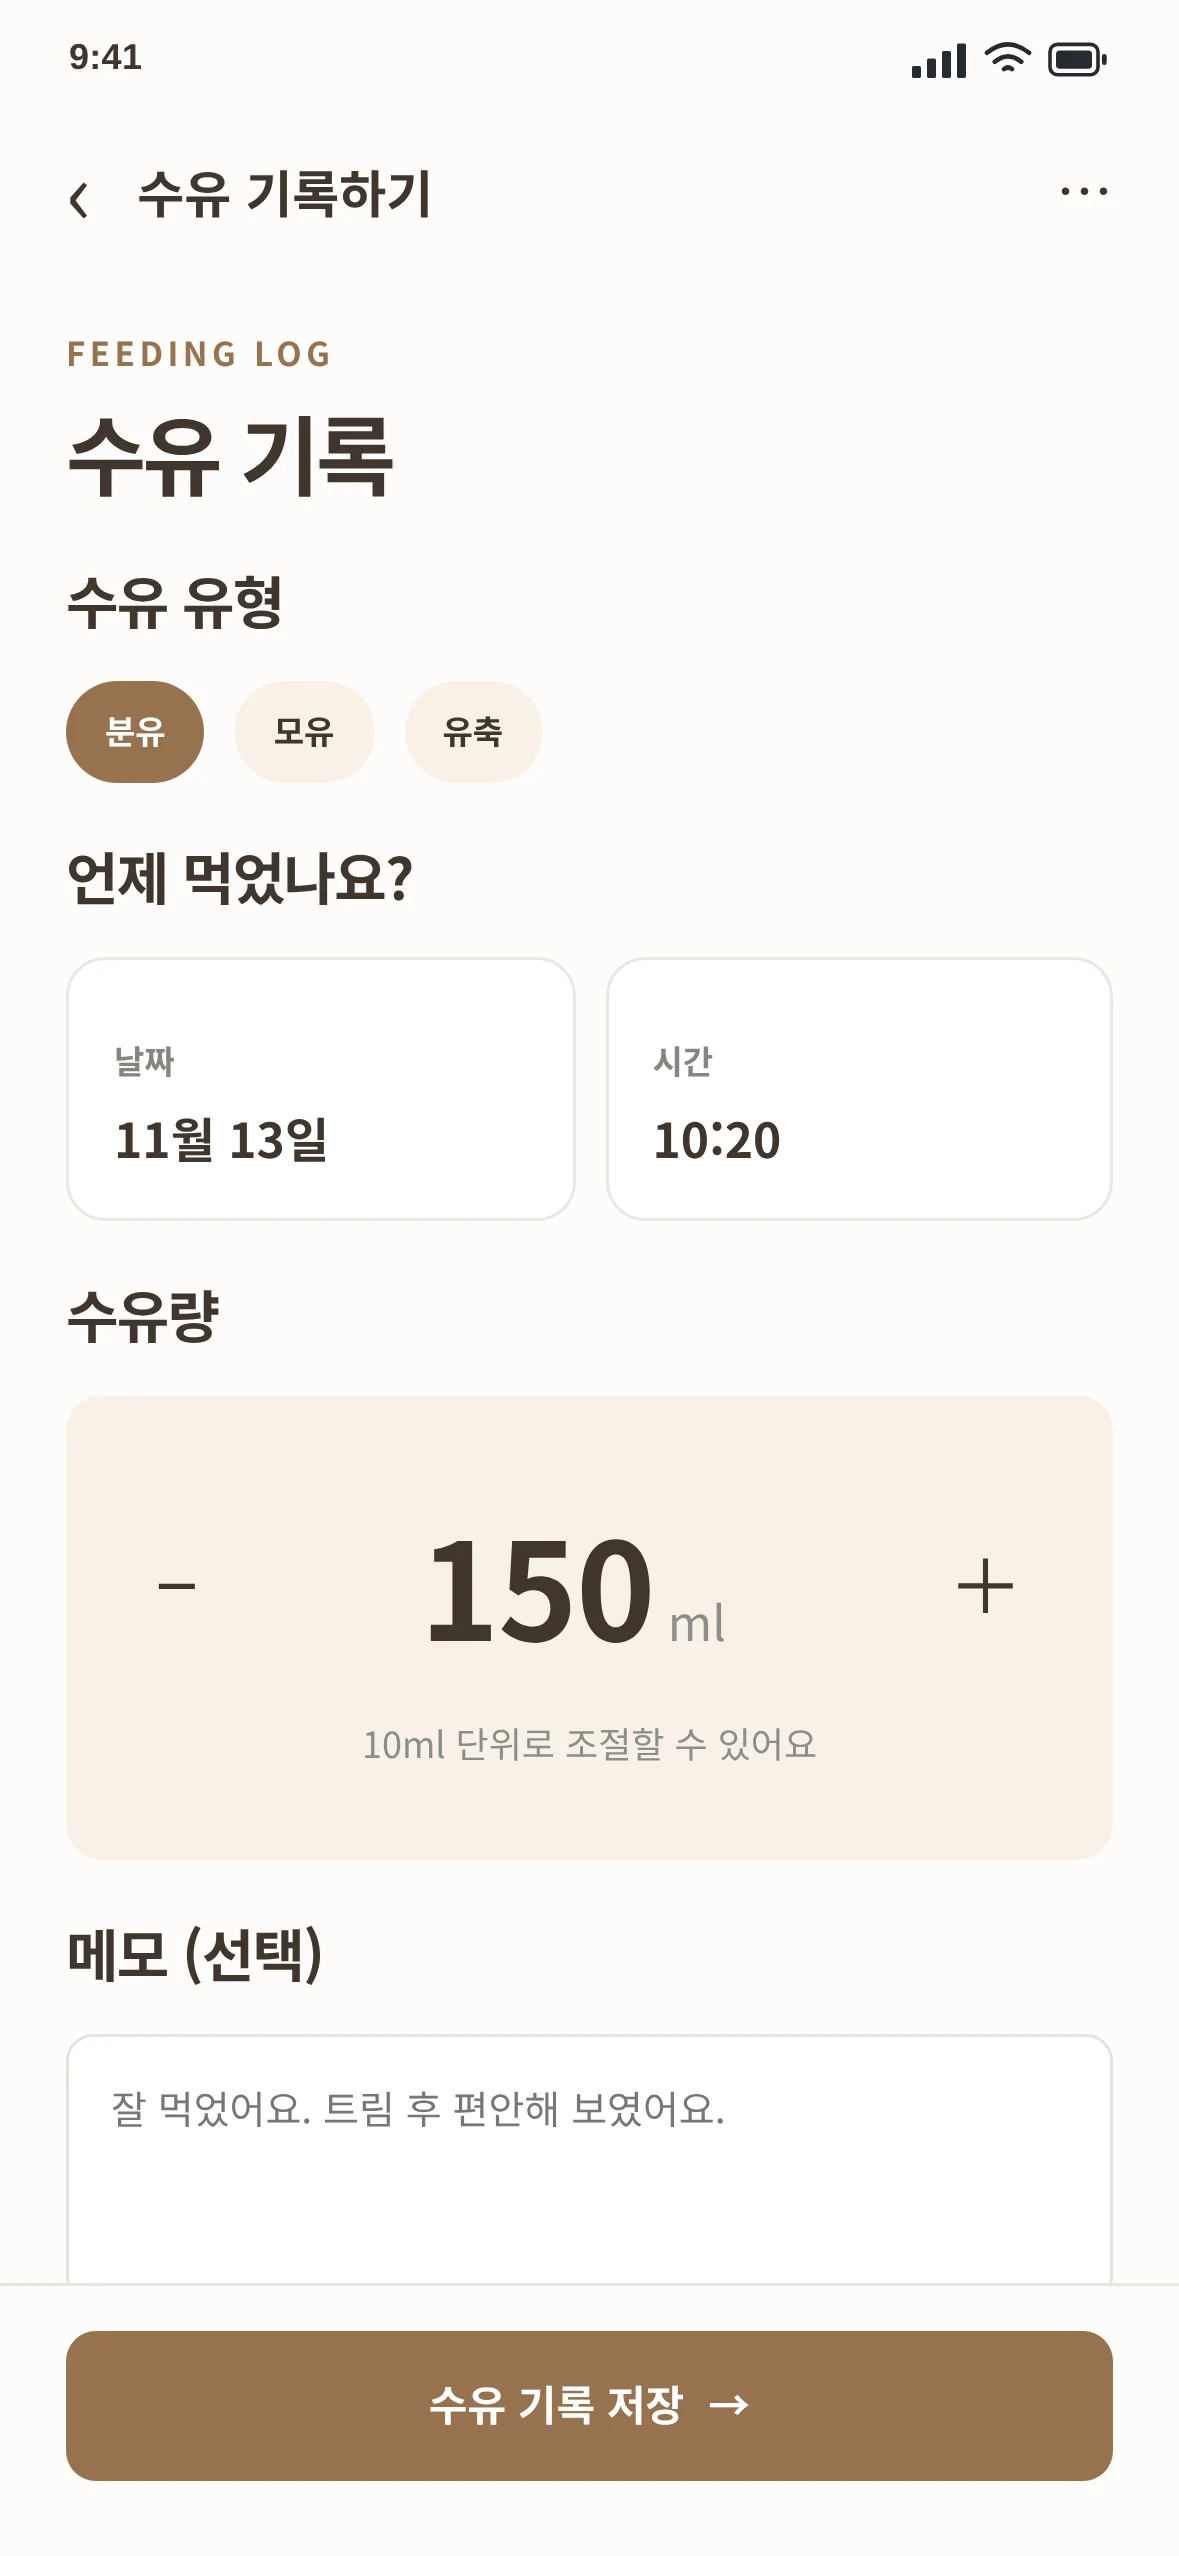 9:41
수유 기록하기
FEEDING LOG
수유 기록
수유 유형
분유 모유 유축
언제 먹었나요?
날짜 시간
11월 13일 10:20
수유량
− 150 ml +
10ml 단위로 조절할 수 있어요
메모 (선택)
잘 먹었어요. 트림 후 편안해 보였어요.
수유 기록 저장 →